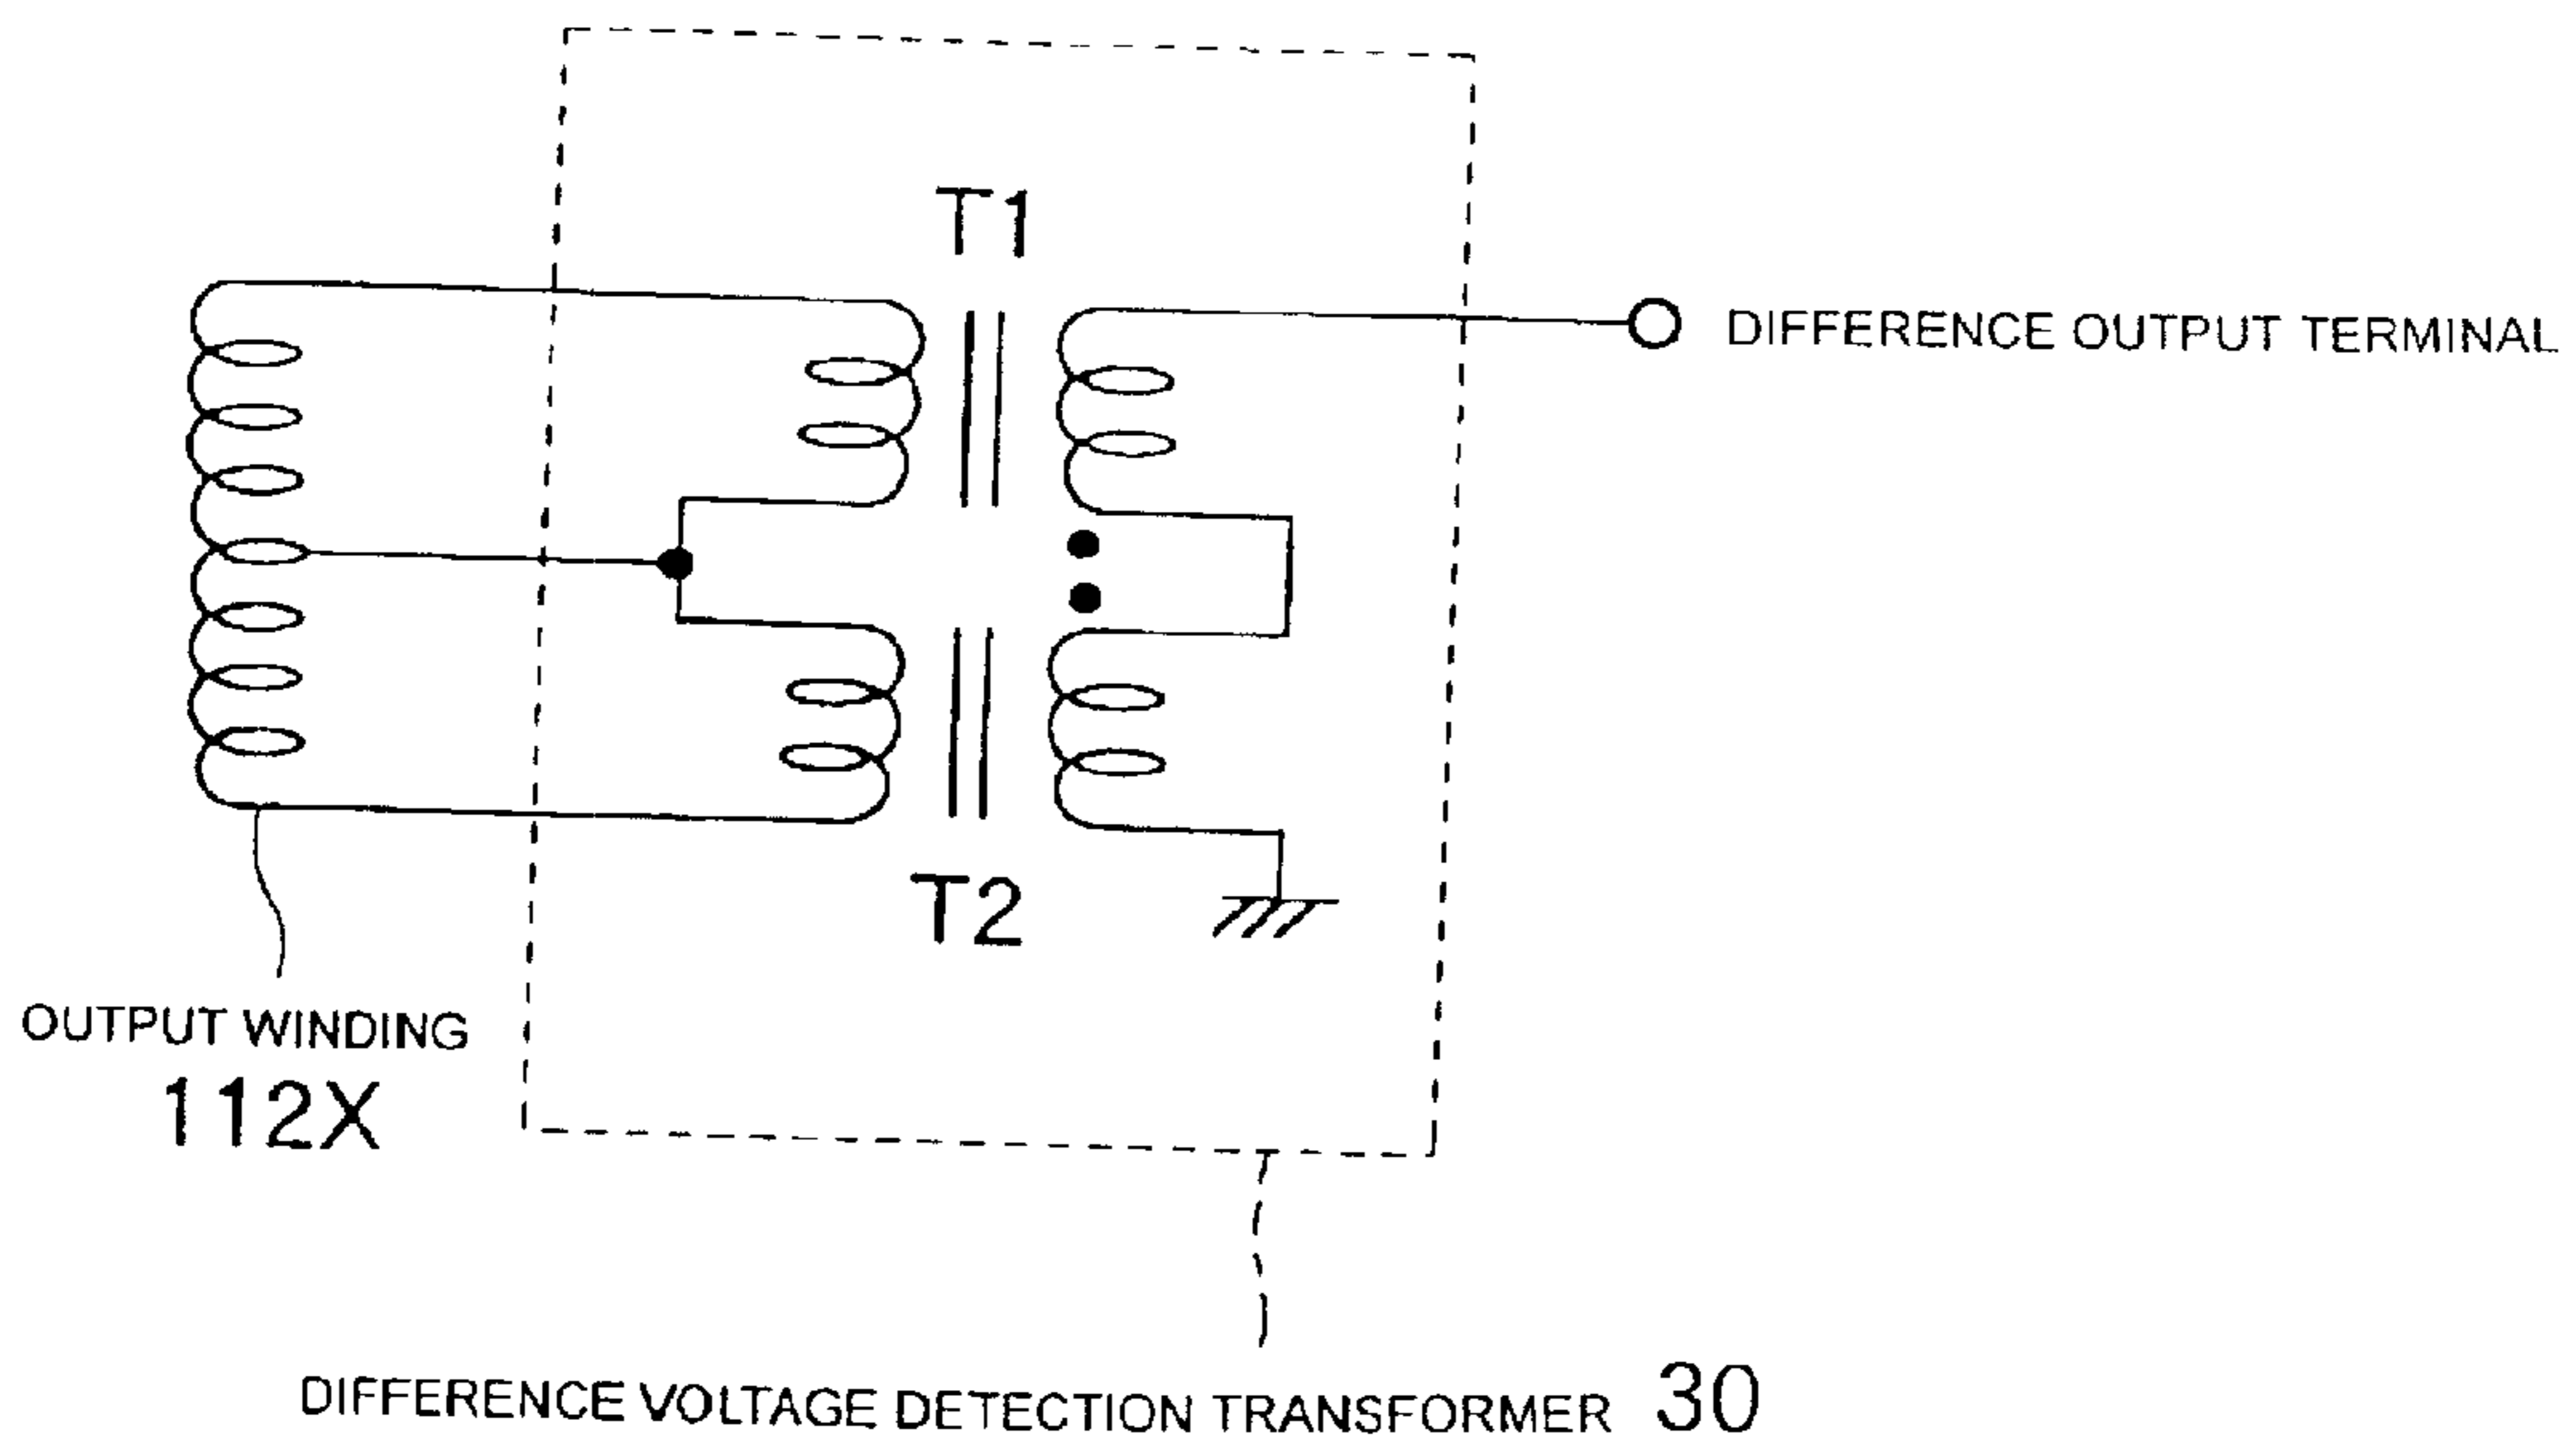 T1
DIFFERENCE OUTPUT TERMINAL
T2
OUTPUT WINDING
112X
DIFFERENCE VOLTAGE DETECTION TRANSFORMER 30